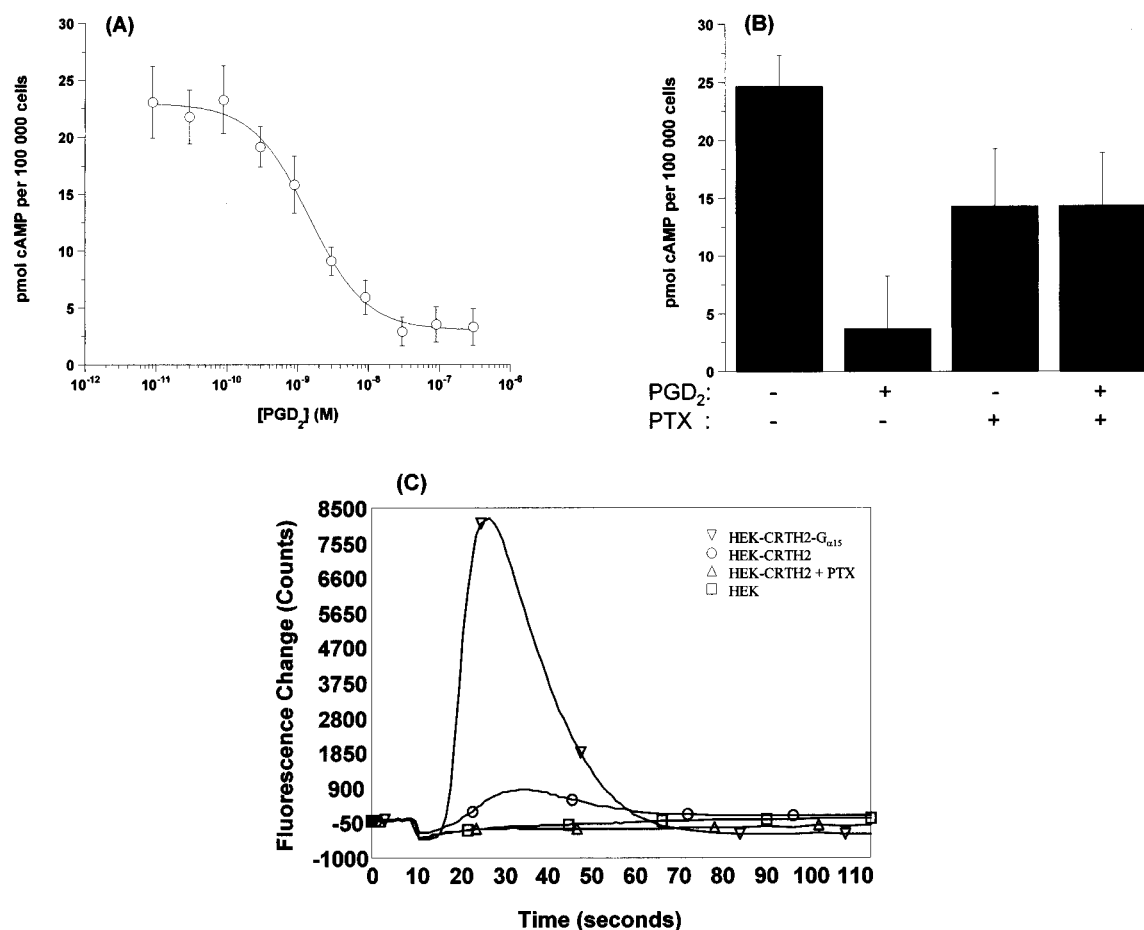 (A)
pmol cAMP per 100 000 cells
30
25
20
15
10
5
0
10⁻¹² 10⁻¹¹ 10⁻¹⁰ 10⁻⁹ 10⁻⁸ 10⁻⁷ 10⁻⁶
[PGD₂] (M)
(B)
pmol cAMP per 100 000 cells
30
25
20
15
10
5
0
PGD₂: - + - +
PTX : - - + +
(C)
Fluorescence Change (Counts)
8500
7550
6600
5650
4700
3750
2800
1850
900
-50
-1000
HEK-CRTH2-Gα15
HEK-CRTH2
HEK-CRTH2 + PTX
HEK
0 10 20 30 40 50 60 70 80 90 100 110
Time (seconds)